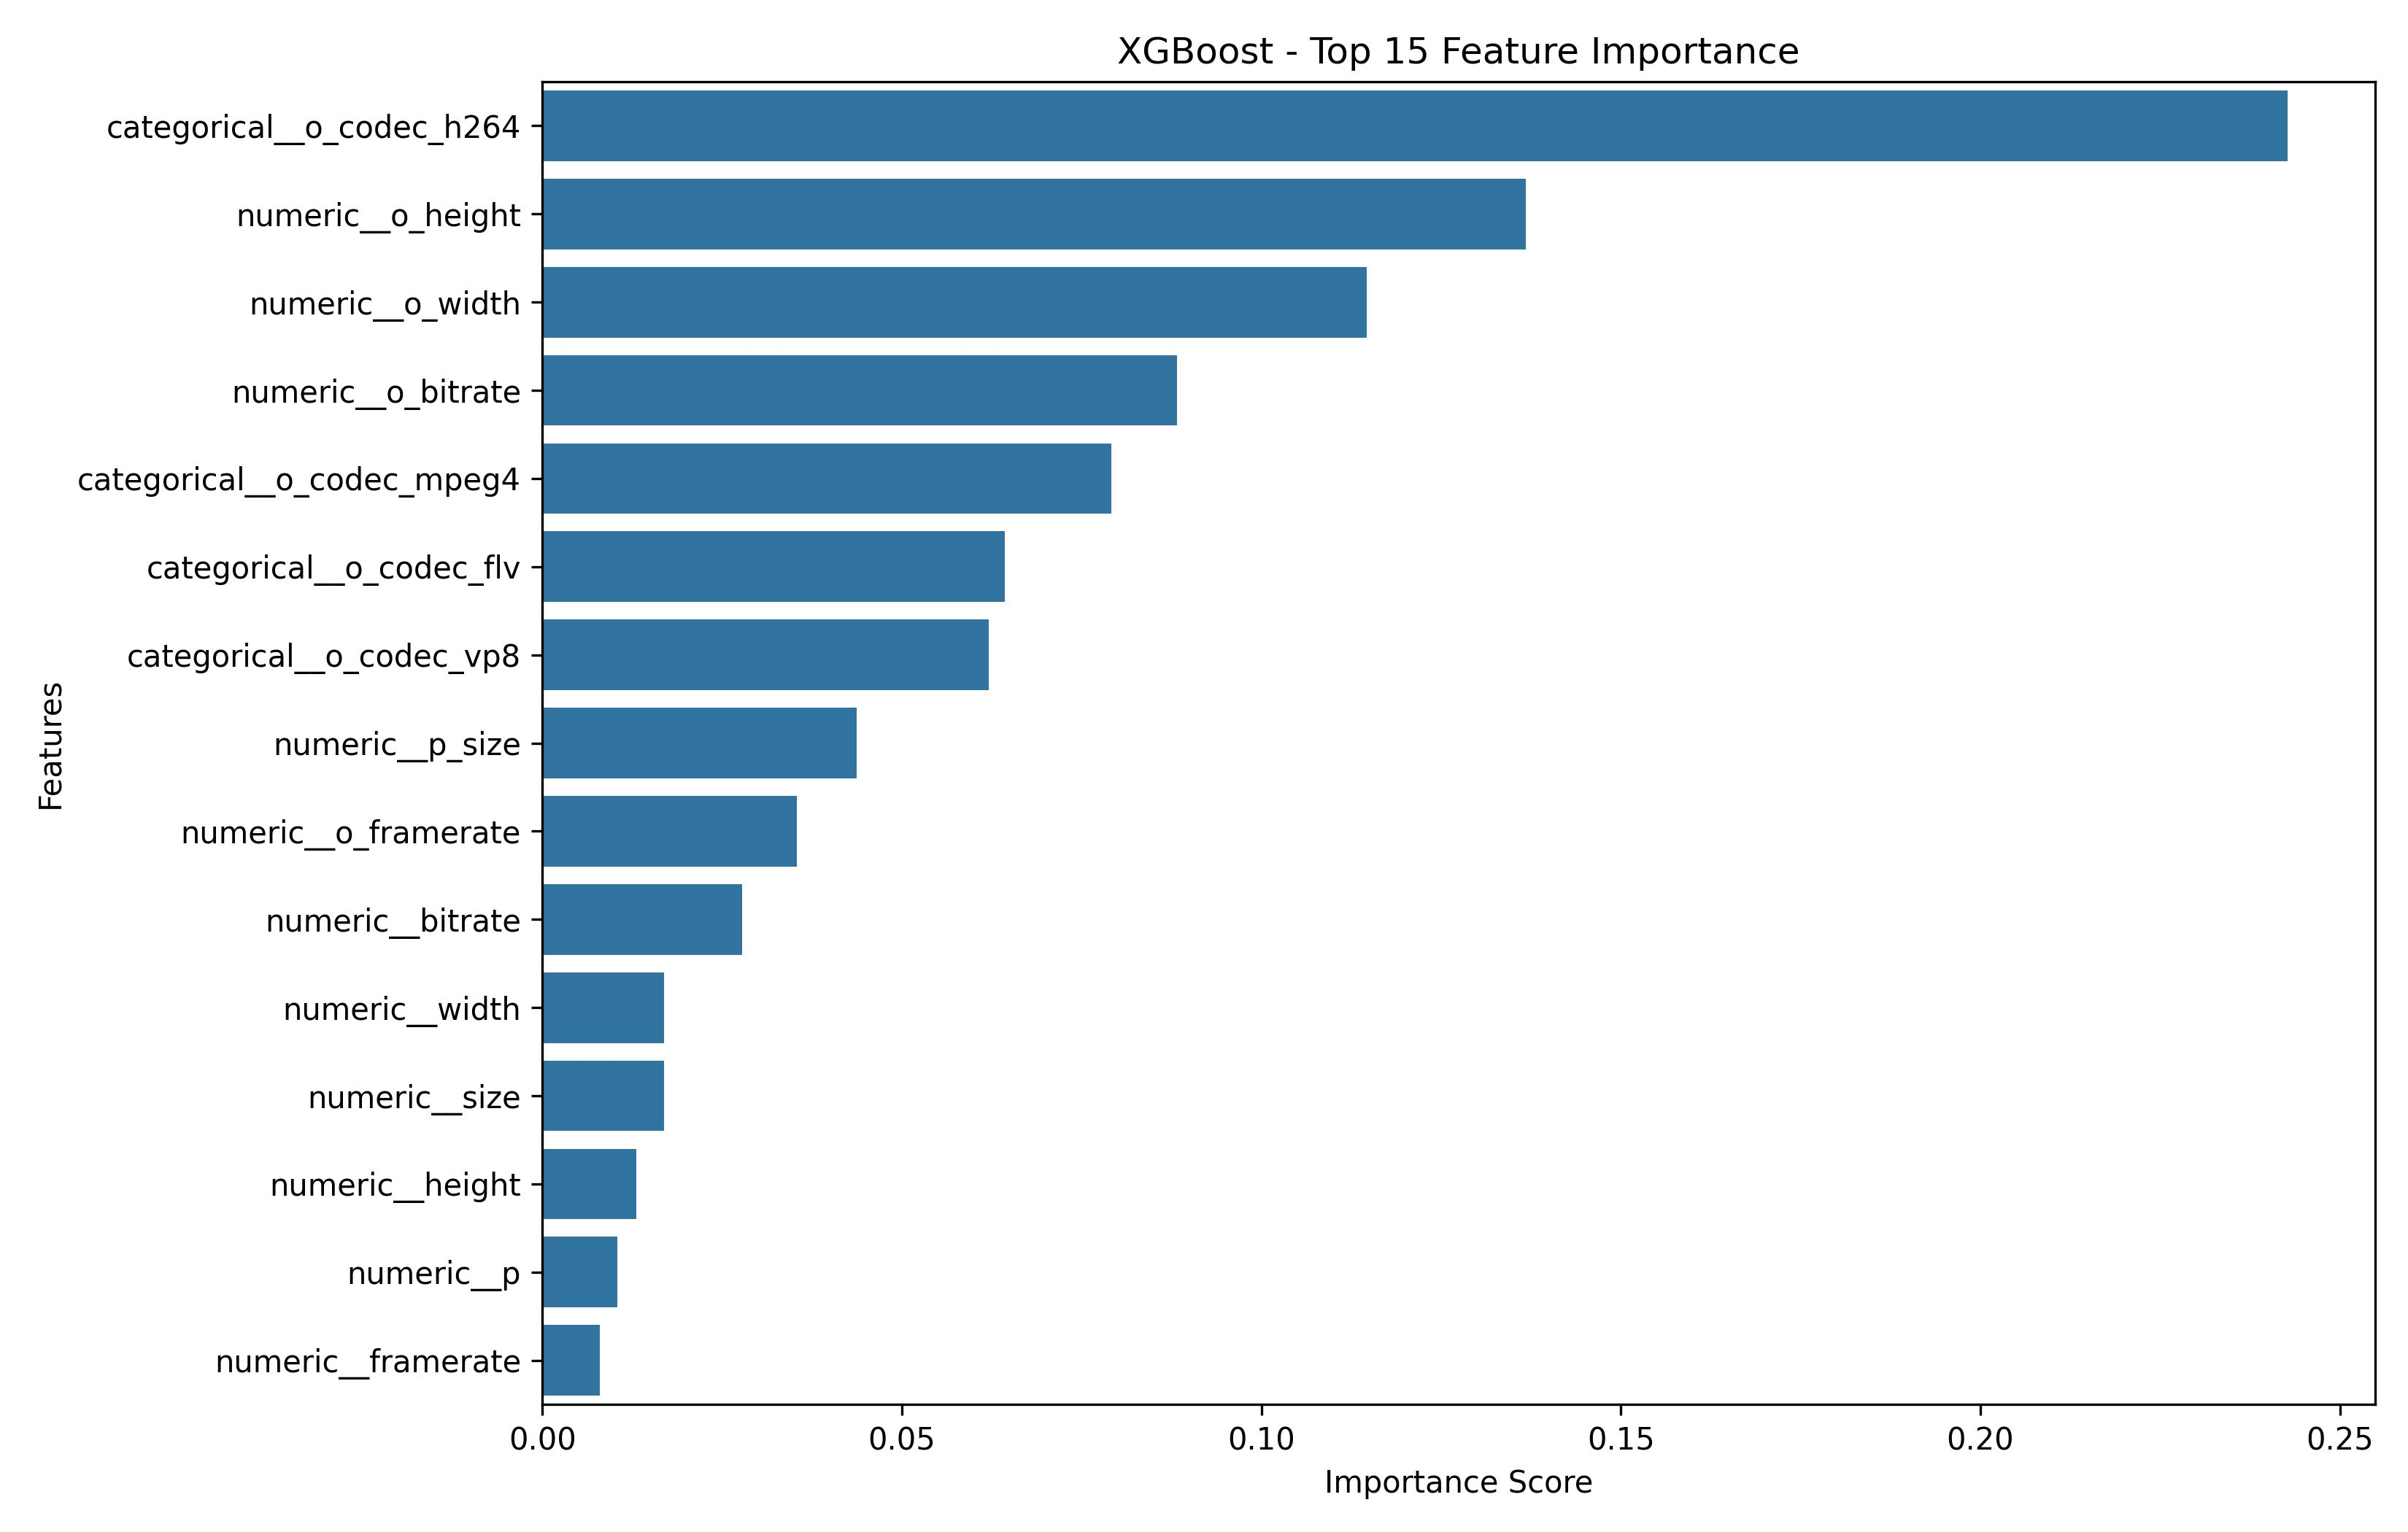 XGBoost - Top 15 Feature Importance
categorical__o_codec_h264
numeric__o_height
numeric__o_width
numeric__o_bitrate
categorical__o_codec_mpeg4
categorical__o_codec_flv
categorical__o_codec_vp8
numeric__p_size
numeric__o_framerate
numeric__bitrate
numeric__width
numeric__size
numeric__height
numeric__p
numeric__framerate
Features
0.00 0.05 0.10 0.15 0.20 0.25
Importance Score